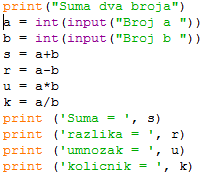 print("Suma dva broja")
a = int(input("Broj a "))
b = int(input("Broj b "))
s = a+b
r = a-b
u = a*b
k = a/b
print ('Suma = ', s)
print ('razlika = ', r)
print ('umnozak = ', u)
print ('kolicnik = ', k)